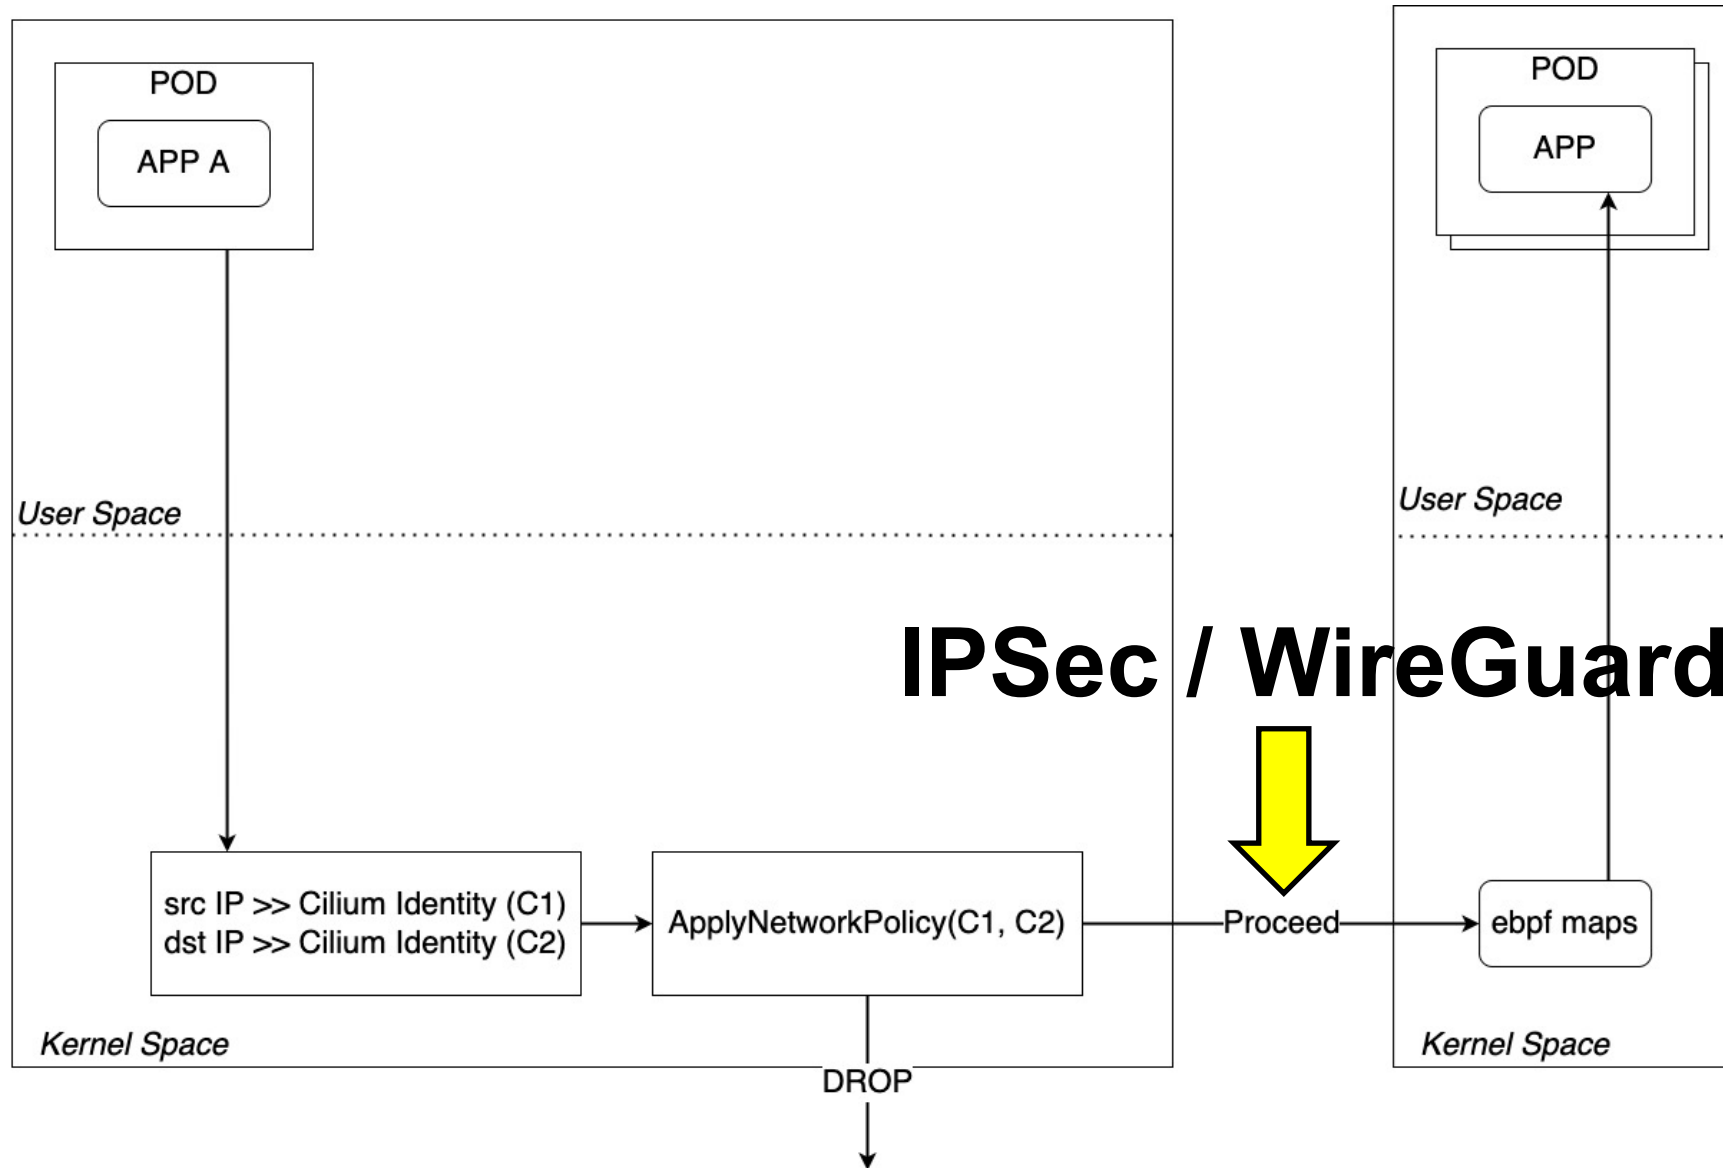 POD
APP A
User Space
src IP >> Cilium Identity (C1)
dst IP >> Cilium Identity (C2)
ApplyNetworkPolicy(C1, C2)
Kernel Space
DROP
IPSec / WireGuard
Proceed
POD
APP
User Space
ebpf maps
Kernel Space